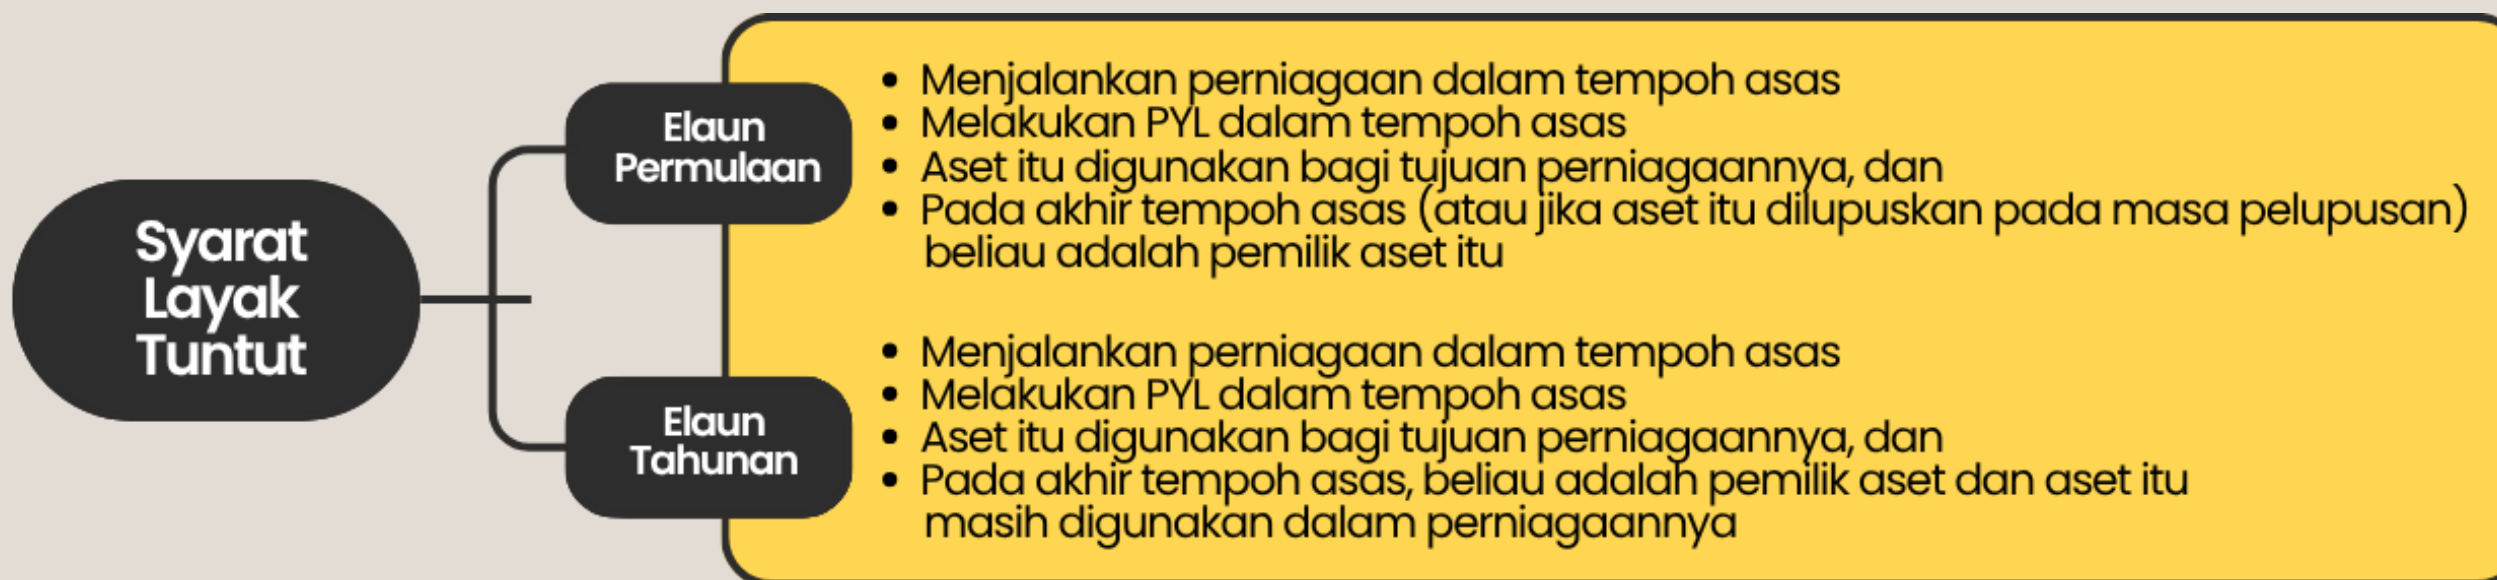 Syarat
Layak
Tuntut
Elaun
Permulaan
• Menjalankan perniagaan dalam tempoh asas
• Melakukan PYL dalam tempoh asas
• Aset itu digunakan bagi tujuan perniagaannya, dan
• Pada akhir tempoh asas (atau jika aset itu dilupuskan pada masa pelupusan)
beliau adalah pemilik aset itu
Elaun
Tahunan
• Menjalankan perniagaan dalam tempoh asas
• Melakukan PYL dalam tempoh asas
• Aset itu digunakan bagi tujuan perniagaannya, dan
• Pada akhir tempoh asas, beliau adalah pemilik aset dan aset itu
masih digunakan dalam perniagaannya